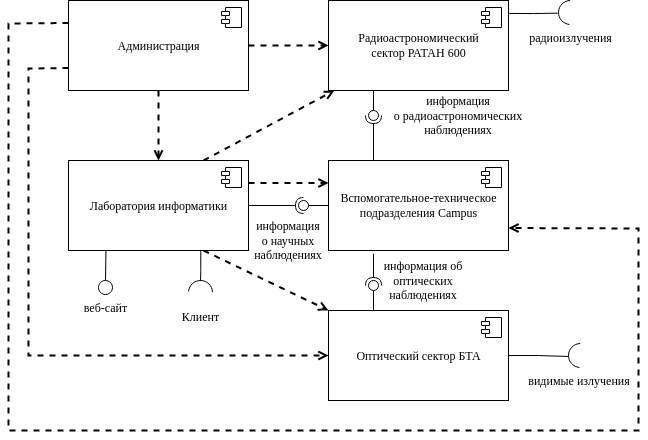 Администрация
Радиоастрономический
сектор РАТАН 600
радиоизлучения
информация
о радиоастрономических
наблюдениях
Лаборатория информатики
Вспомогательное-техническое
подразделения Campus
информация
о научных
наблюдениях
информация об
оптических
наблюдениях
веб-сайт
Клиент
Оптический сектор БТА
видимые излучения